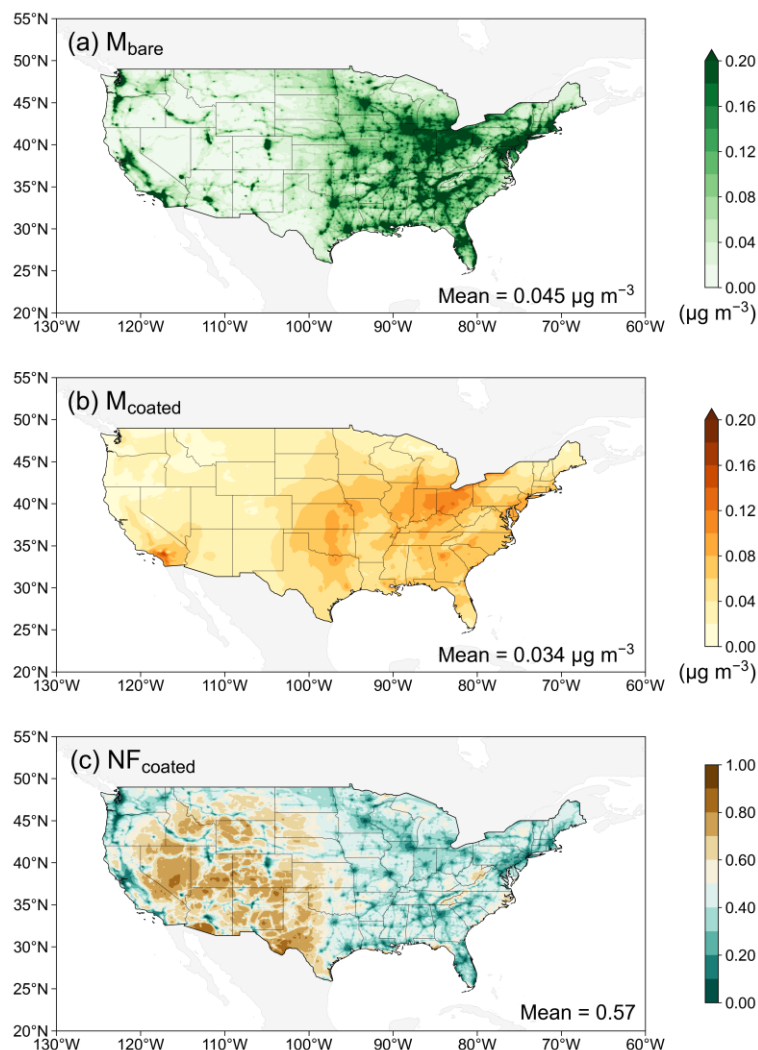 (a) M_bare
55°N
50°N
45°N
40°N
35°N
30°N
25°N
20°N
130°W 120°W 110°W 100°W 90°W 80°W 70°W 60°W
Mean = 0.045 µg m⁻³
0.20
0.16
0.12
0.08
0.04
0.00
(µg m⁻³)
(b) M_coated
55°N
50°N
45°N
40°N
35°N
30°N
25°N
20°N
130°W 120°W 110°W 100°W 90°W 80°W 70°W 60°W
Mean = 0.034 µg m⁻³
0.20
0.16
0.12
0.08
0.04
0.00
(µg m⁻³)
(c) NF_coated
55°N
50°N
45°N
40°N
35°N
30°N
25°N
20°N
130°W 120°W 110°W 100°W 90°W 80°W 70°W 60°W
Mean = 0.57
1.00
0.80
0.60
0.40
0.20
0.00